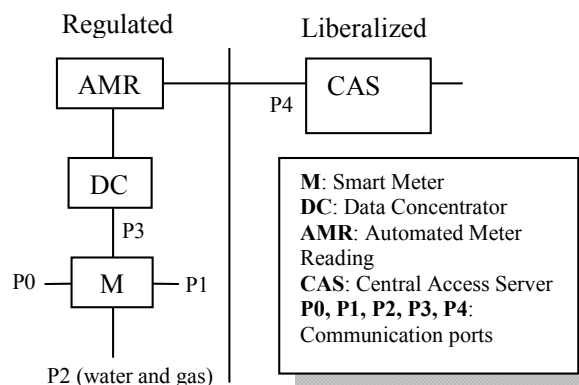 Regulated
Liberalized
AMR
CAS
P4
DC
P3
P0
M
P1
P2 (water and gas)
M: Smart Meter
DC: Data Concentrator
AMR: Automated Meter
Reading
CAS: Central Access Server
P0, P1, P2, P3, P4:
Communication ports